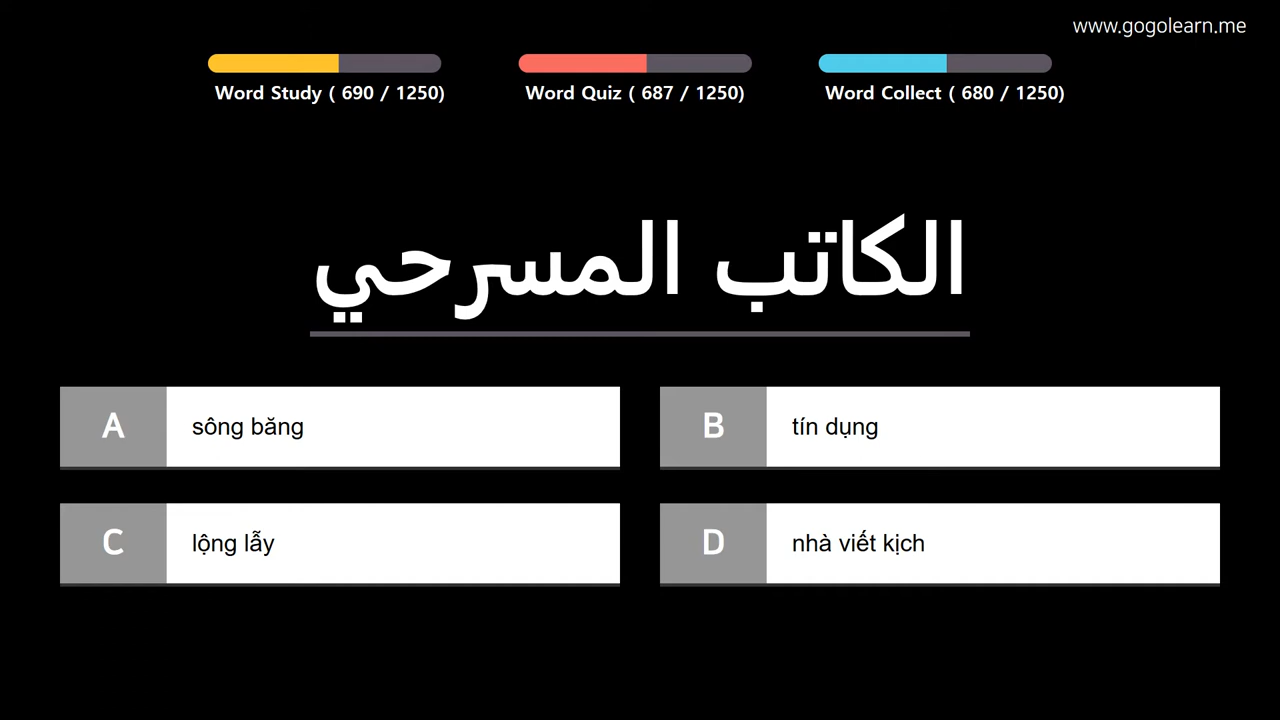 www.gogolearn.me
Word Study ( 690 / 1250)
Word Quiz ( 687 / 1250)
Word Collect ( 680 / 1250)
الكاتب المسرحي
A
sông băng
B
tín dụng
C
lộng lẫy
D
nhà viết kịch